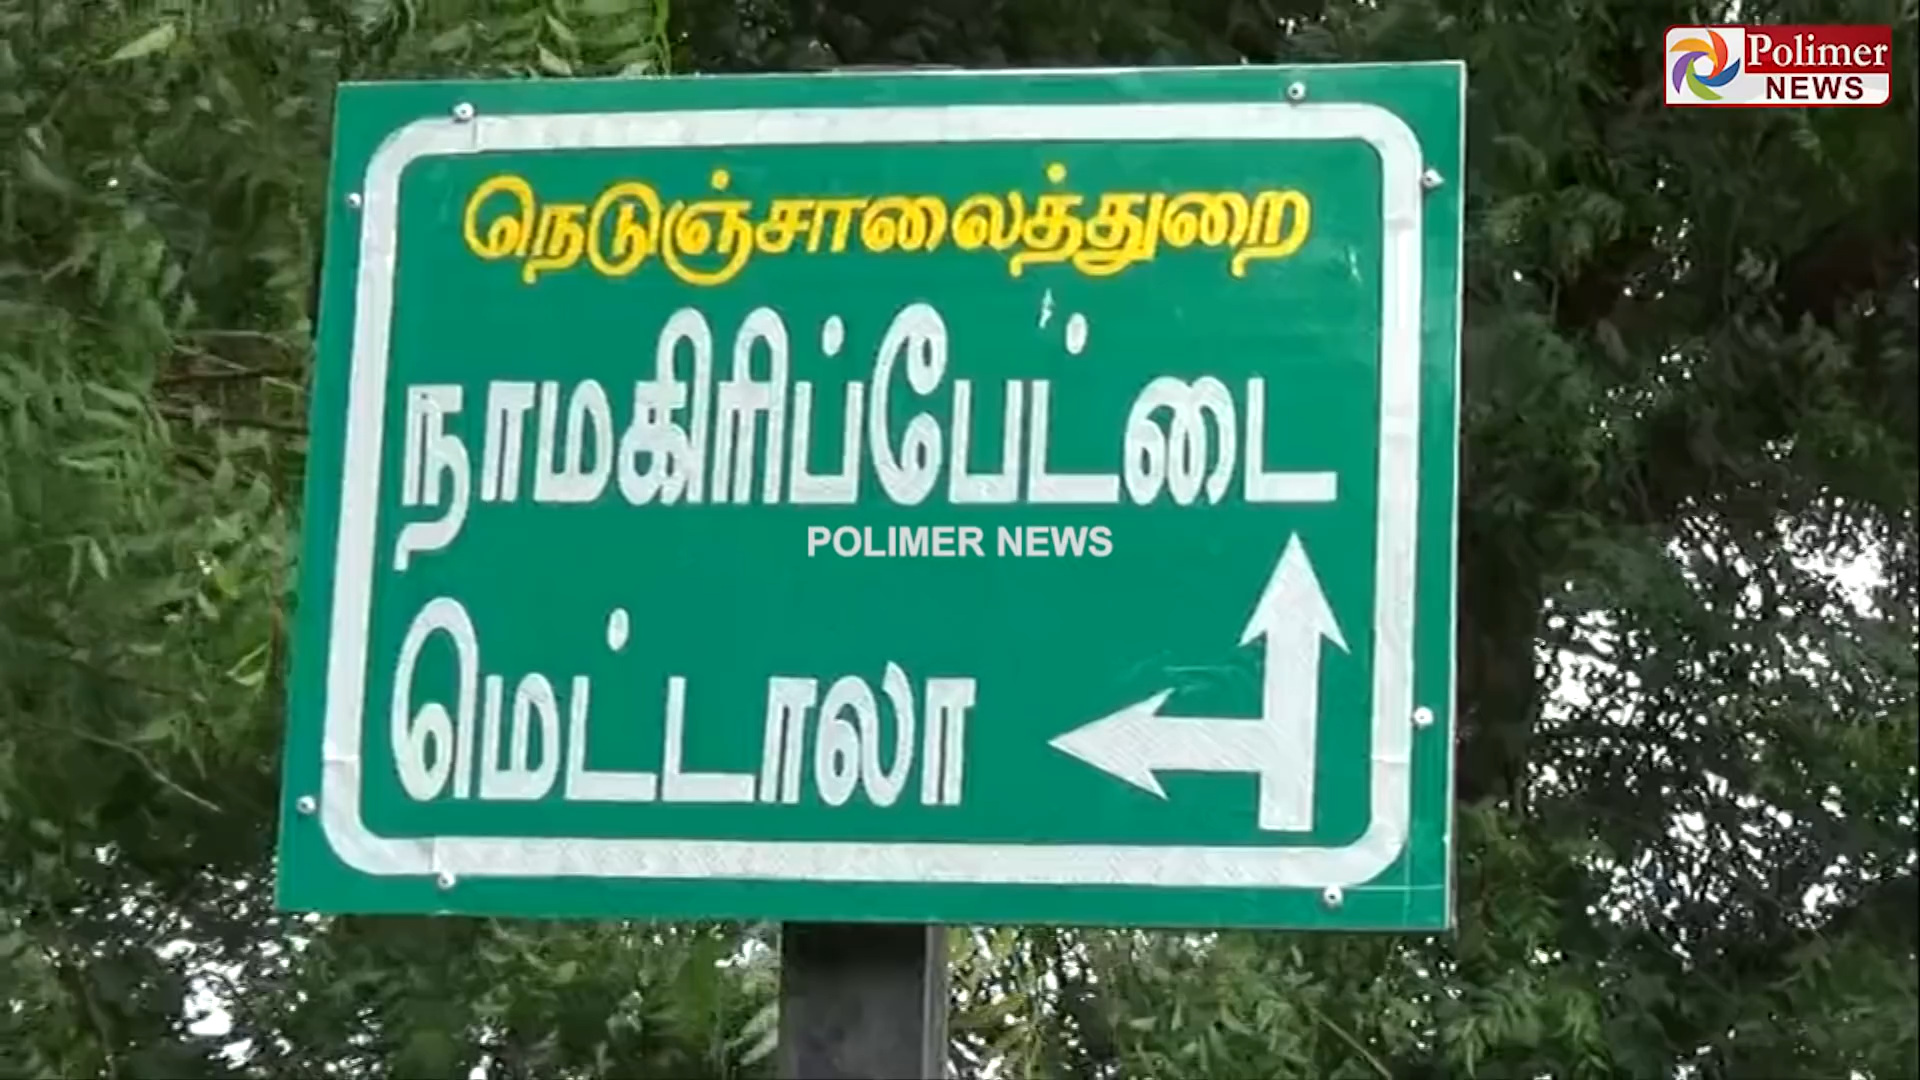 Polimer
NEWS
நெடுஞ்சாலைத்துறை
நாமகிரிப்பேட்டை
POLIMER NEWS
மெட்டாலா